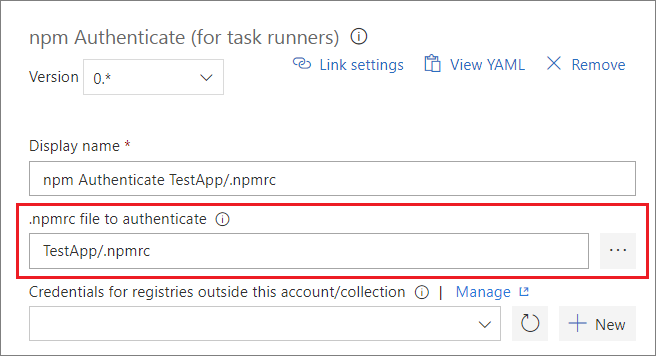 npm Authenticate (for task runners)
Version 0.* Link settings View YAML Remove
Display name *
npm Authenticate TestApp/.npmrc
.npmrc file to authenticate
TestApp/.npmrc ...
Credentials for registries outside this account/collection | Manage
New